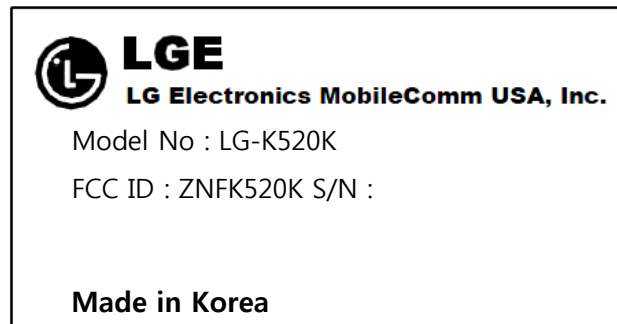 LGE
LG Electronics MobileComm USA, Inc.
Model No : LG-K520K
FCC ID : ZNFK520K S/N :
Made in Korea